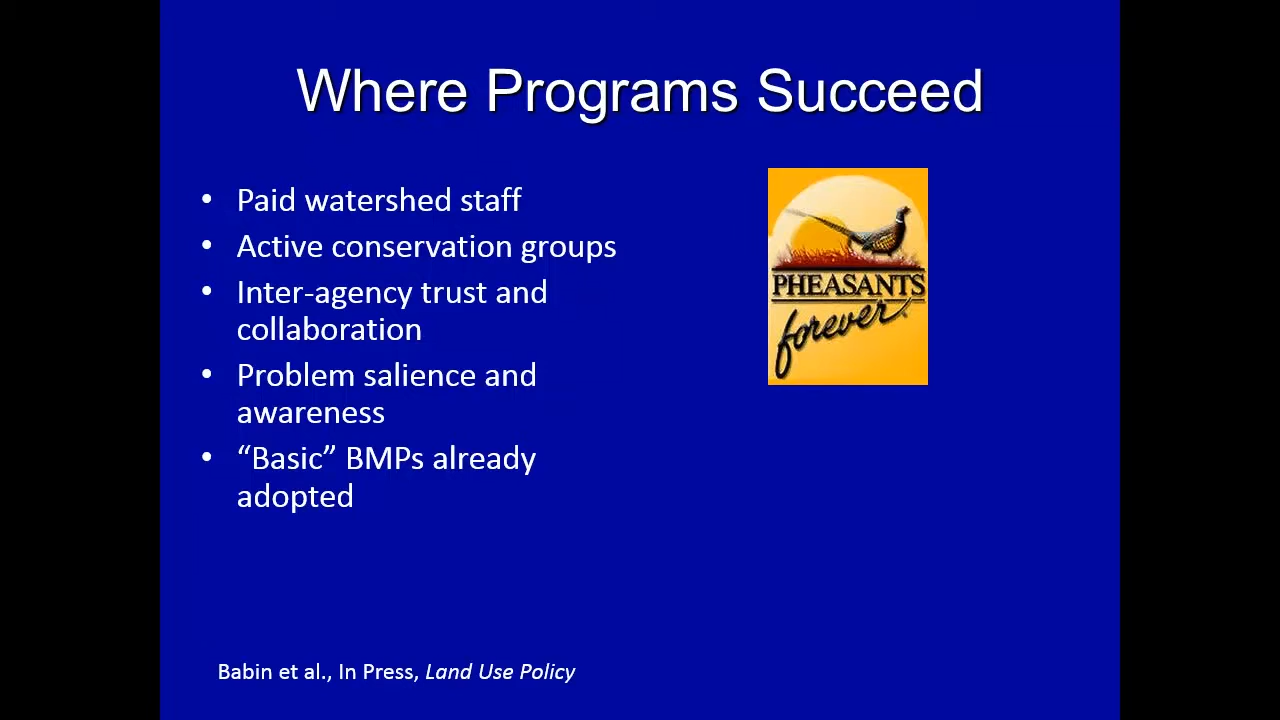 Where Programs Succeed
• Paid watershed staff
• Active conservation groups
• Inter-agency trust and
collaboration
• Problem salience and
awareness
• “Basic” BMPs already
adopted
PHEASANTS
forever
Babin et al., In Press, Land Use Policy